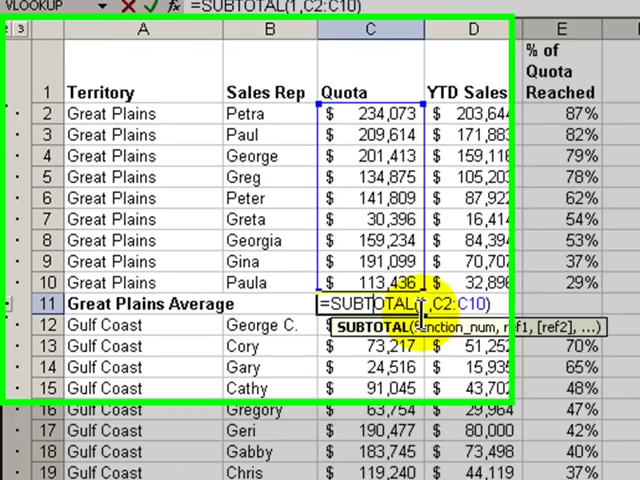 VLOOKUP fx =SUBTOTAL(1,C2:C10)
2 3 A B C D E
1 Territory Sales Rep Quota YTD Sales % of Quota Reached
2 Great Plains Petra $ 234,073 $ 203,644 87%
3 Great Plains Paul $ 209,614 $ 171,883 82%
4 Great Plains George $ 201,413 $ 159,116 79%
5 Great Plains Greg $ 134,875 $ 105,203 78%
6 Great Plains Peter $ 141,809 $ 87,922 62%
7 Great Plains Greta $ 30,396 $ 16,414 54%
8 Great Plains Georgia $ 159,234 $ 84,394 53%
9 Great Plains Gina $ 191,099 $ 70,707 37%
10 Great Plains Paula $ 113,436 $ 32,898 29%
11 Great Plains Average =SUBTOTAL(1,C2:C10)
12 Gulf Coast George C. SUBTOTAL(function_num, ref1, [ref2], ...)
13 Gulf Coast Cory $ 73,217 $ 51,252 70%
14 Gulf Coast Gary $ 24,516 $ 15,935 65%
15 Gulf Coast Cathy $ 91,045 $ 43,702 48%
16 Gulf Coast Gregory $ 63,754 $ 29,964 47%
17 Gulf Coast Geri $ 190,477 $ 80,000 42%
18 Gulf Coast Gabby $ 183,745 $ 73,498 40%
19 Gulf Coast Chris $ 119,240 $ 44,119 37%